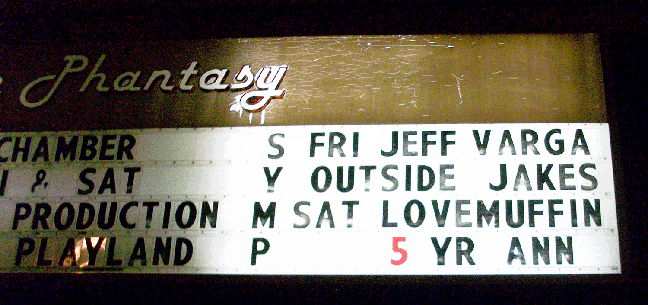 Phantasy
CHAMBER S FRI JEFF VARGA
I & SAT Y OUTSIDE JAKES
PRODUCTION M SAT LOVEMUFFIN
PLAYLAND P 5 YR ANN